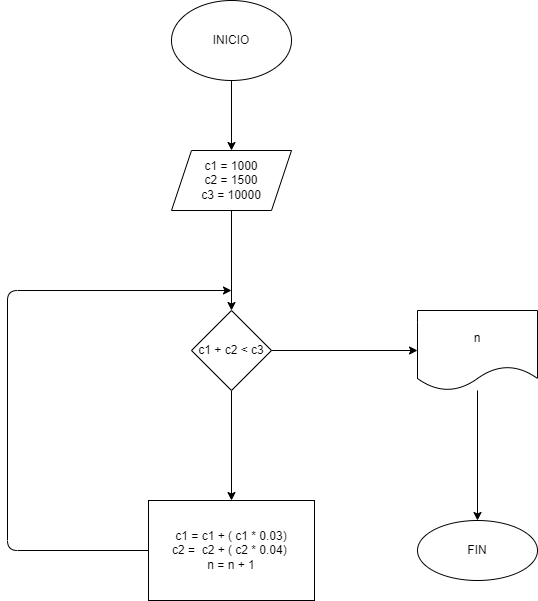 INICIO
c1 = 1000
c2 = 1500
c3 = 10000
c1 + c2 < c3
n
c1 = c1 + ( c1 * 0.03)
c2 = c2 + ( c2 * 0.04)
n = n + 1
FIN